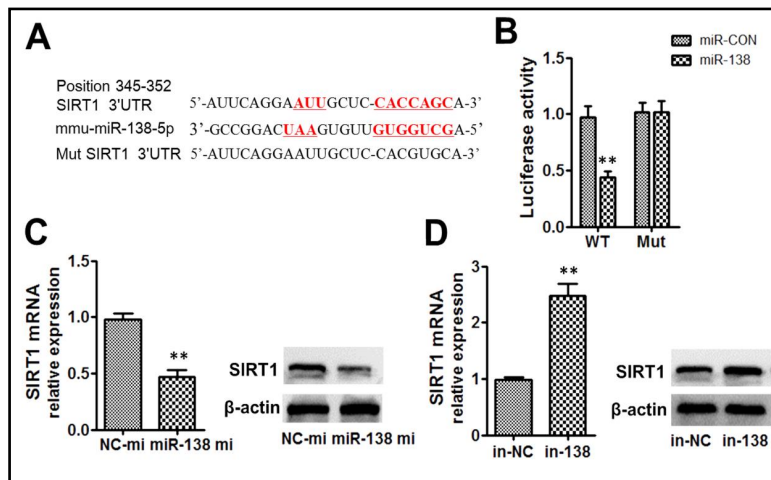 A
Position 345-352
SIRT1 3'UTR 5'-AUUCAGGAAUUGCUC-CACCAGCA-3'
mmu-miR-138-5p 3'-GCCGGACUAAGUGUUGUGGUCGA-5'
Mut SIRT1 3'UTR 5'-AUUCAGGAAUUGCUC-CACGUGCA-3'
B
miR-CON
miR-138
Luciferase activity
1.5
1.0
0.5
0.0
**
WT Mut
C
SIRT1 mRNA
relative expression
1.5
1.0
0.5
0.0
**
NC-mi miR-138 mi
SIRT1
β-actin
NC-mi miR-138 mi
D
SIRT1 mRNA
relative expression
3
2
1
0
**
in-NC in-138
SIRT1
β-actin
in-NC in-138